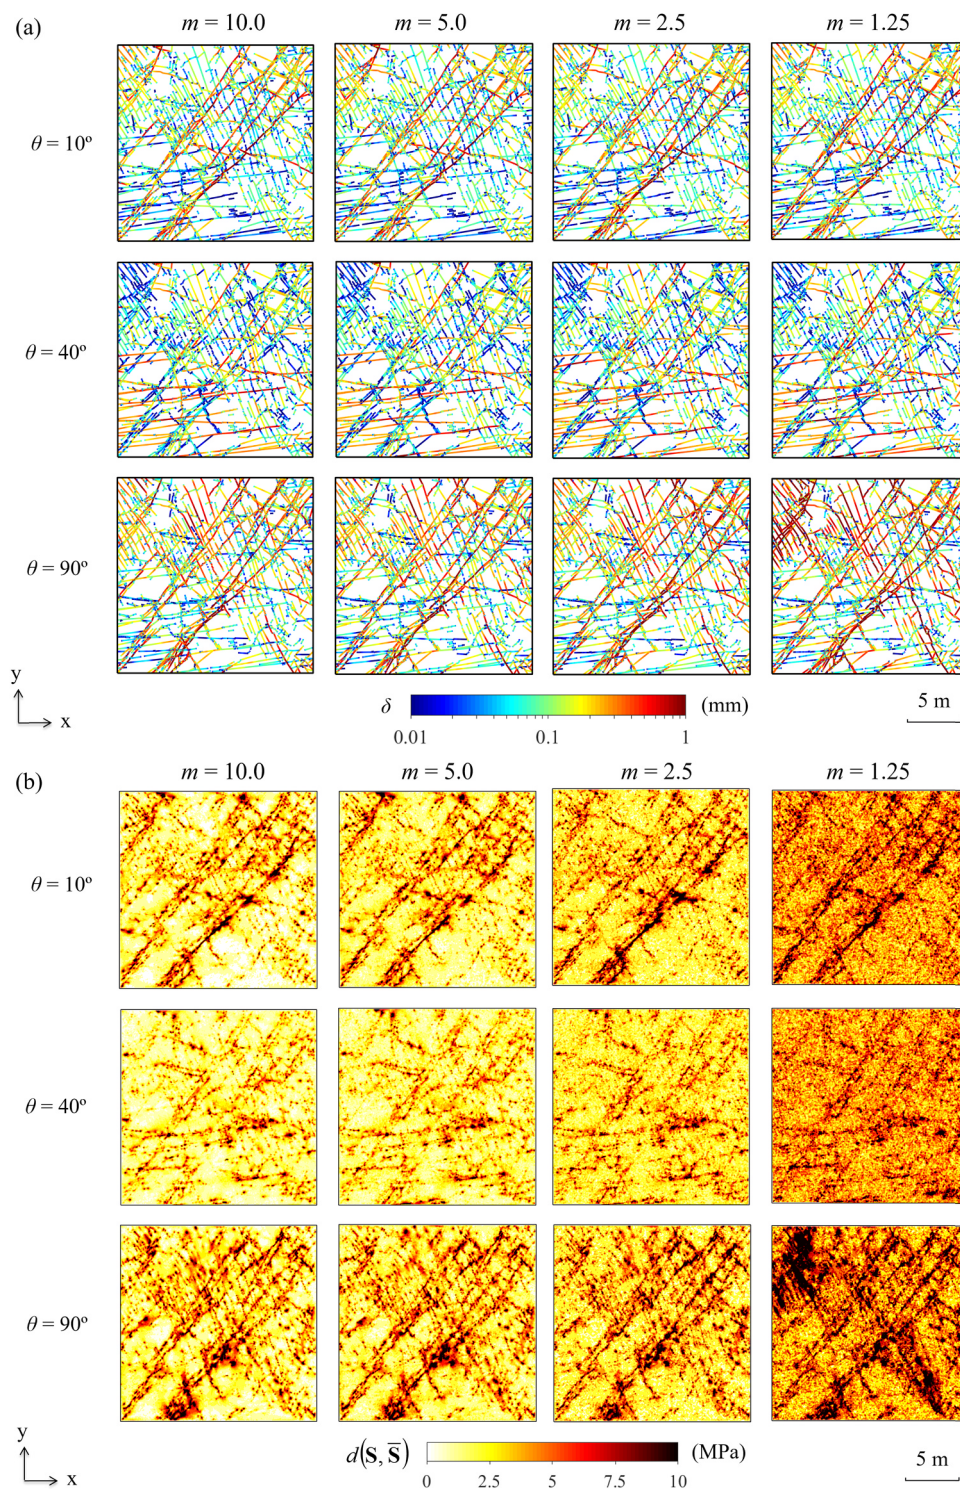 (a)
m = 10.0 m = 5.0 m = 2.5 m = 1.25
θ = 10º
θ = 40º
θ = 90º
y
x
δ (mm) 5 m
0.01 0.1 1
(b)
m = 10.0 m = 5.0 m = 2.5 m = 1.25
θ = 10º
θ = 40º
θ = 90º
y
x
d(S, S̅) (MPa) 5 m
0 2.5 5 7.5 10